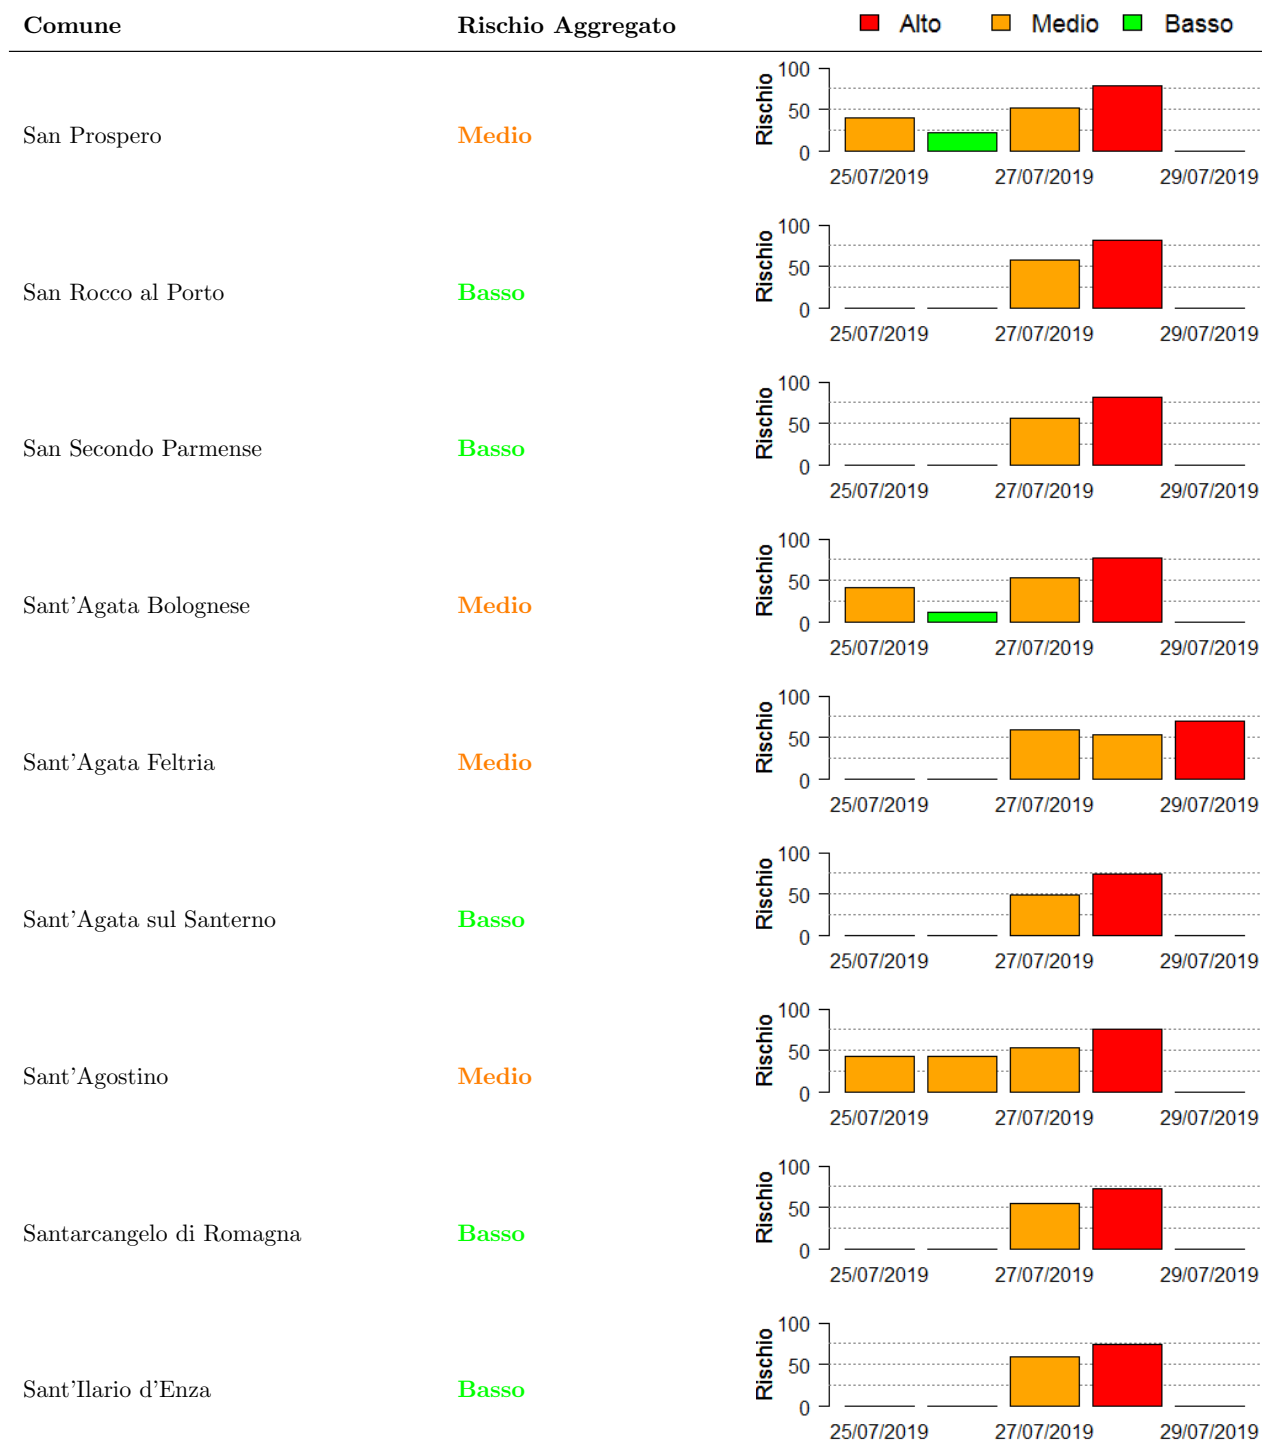 Comune Rischio Aggregato Alto Medio Basso
San Prospero Medio
Rischio
100
50
0
25/07/2019 27/07/2019 29/07/2019
San Rocco al Porto Basso
Rischio
100
50
0
25/07/2019 27/07/2019 29/07/2019
San Secondo Parmense Basso
Rischio
100
50
0
25/07/2019 27/07/2019 29/07/2019
Sant'Agata Bolognese Medio
Rischio
100
50
0
25/07/2019 27/07/2019 29/07/2019
Sant'Agata Feltria Medio
Rischio
100
50
0
25/07/2019 27/07/2019 29/07/2019
Sant'Agata sul Santerno Basso
Rischio
100
50
0
25/07/2019 27/07/2019 29/07/2019
Sant'Agostino Medio
Rischio
100
50
0
25/07/2019 27/07/2019 29/07/2019
Santarcangelo di Romagna Basso
Rischio
100
50
0
25/07/2019 27/07/2019 29/07/2019
Sant'Ilario d'Enza Basso
Rischio
100
50
0
25/07/2019 27/07/2019 29/07/2019